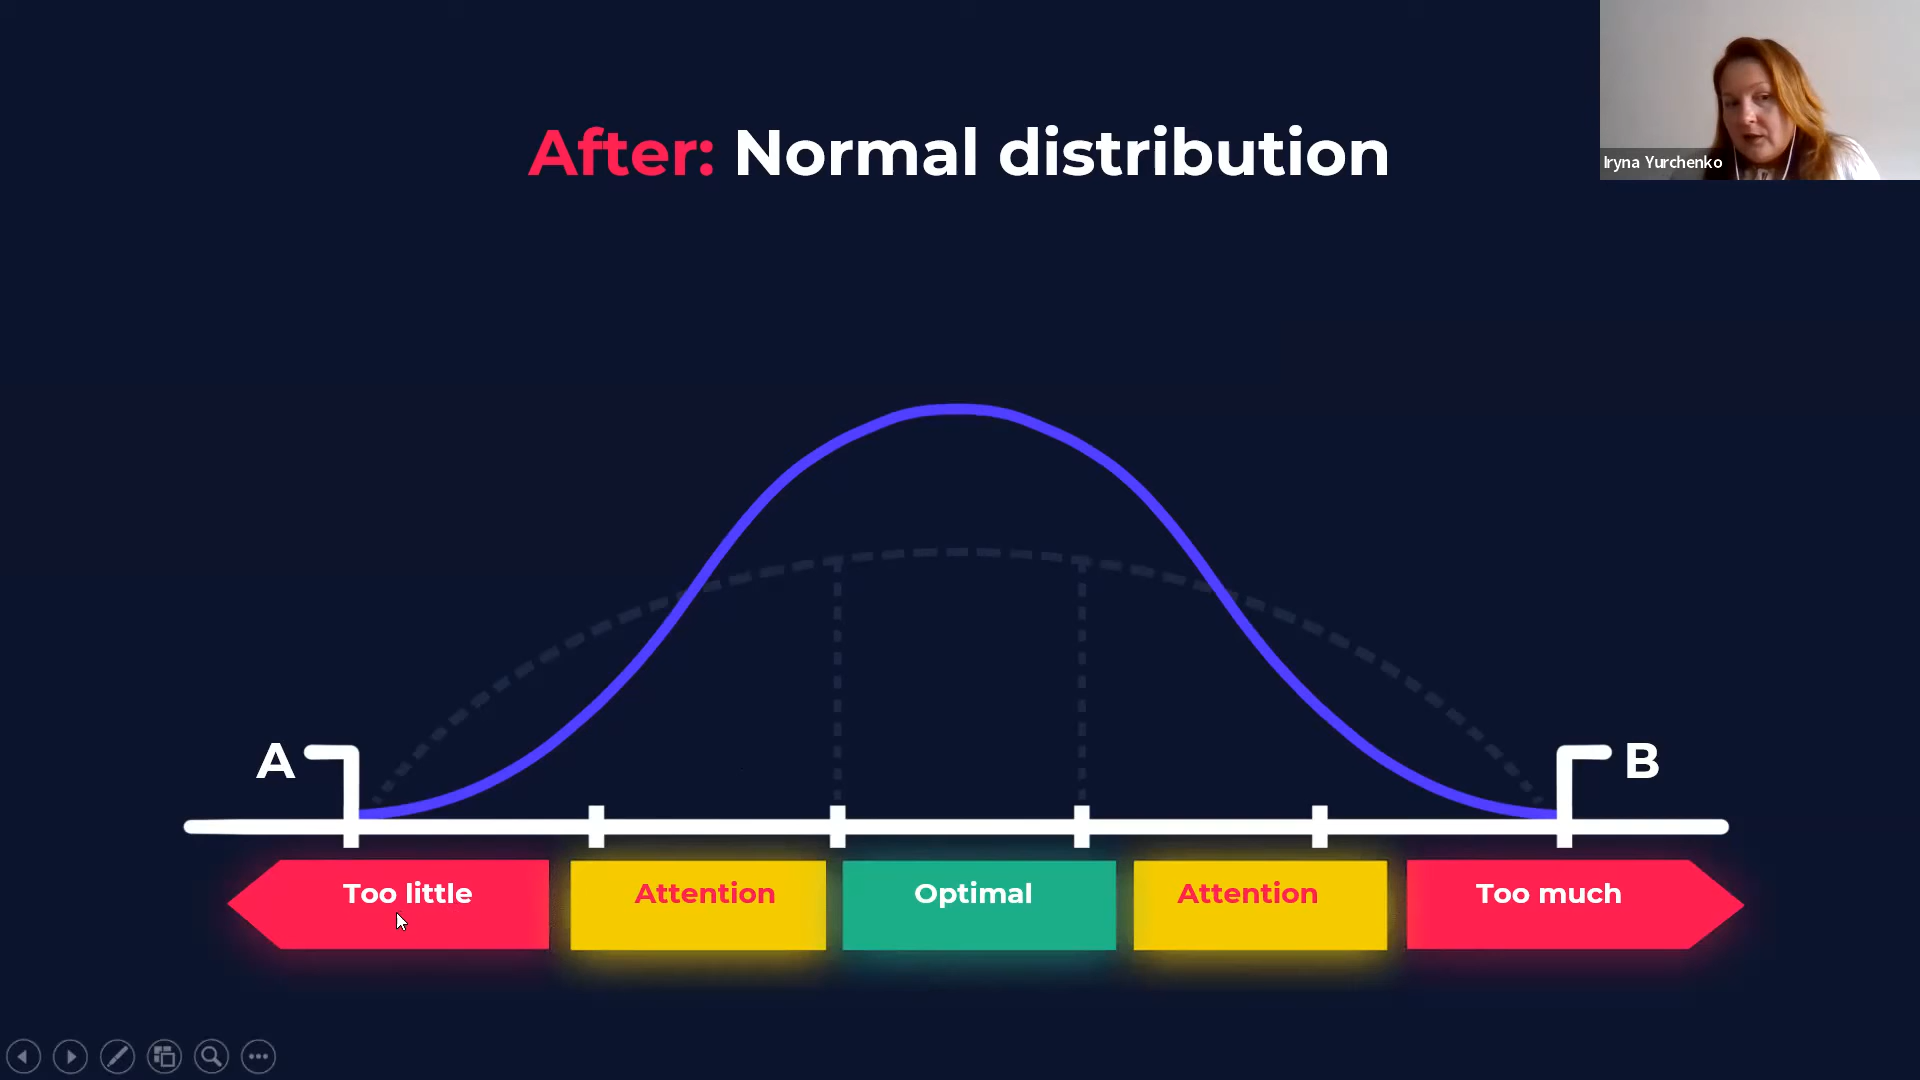 Iryna Yurchenko
After: Normal distribution
A
B
Too little
Attention
Optimal
Attention
Too much